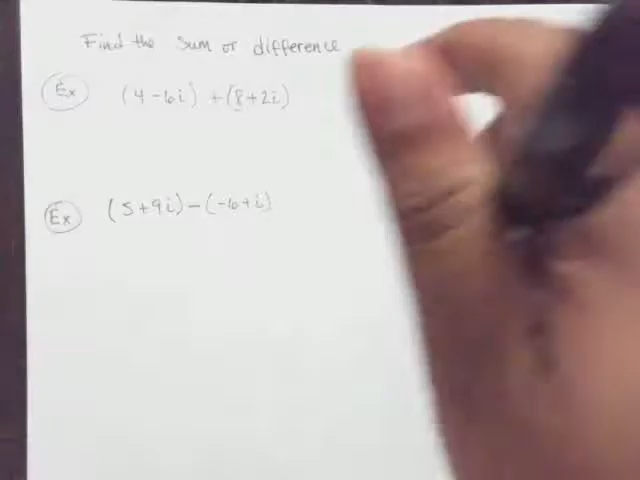 Find the sum or difference
Ex (4-6i) +(8+2i)
Ex (5+9i)-(-6+i)